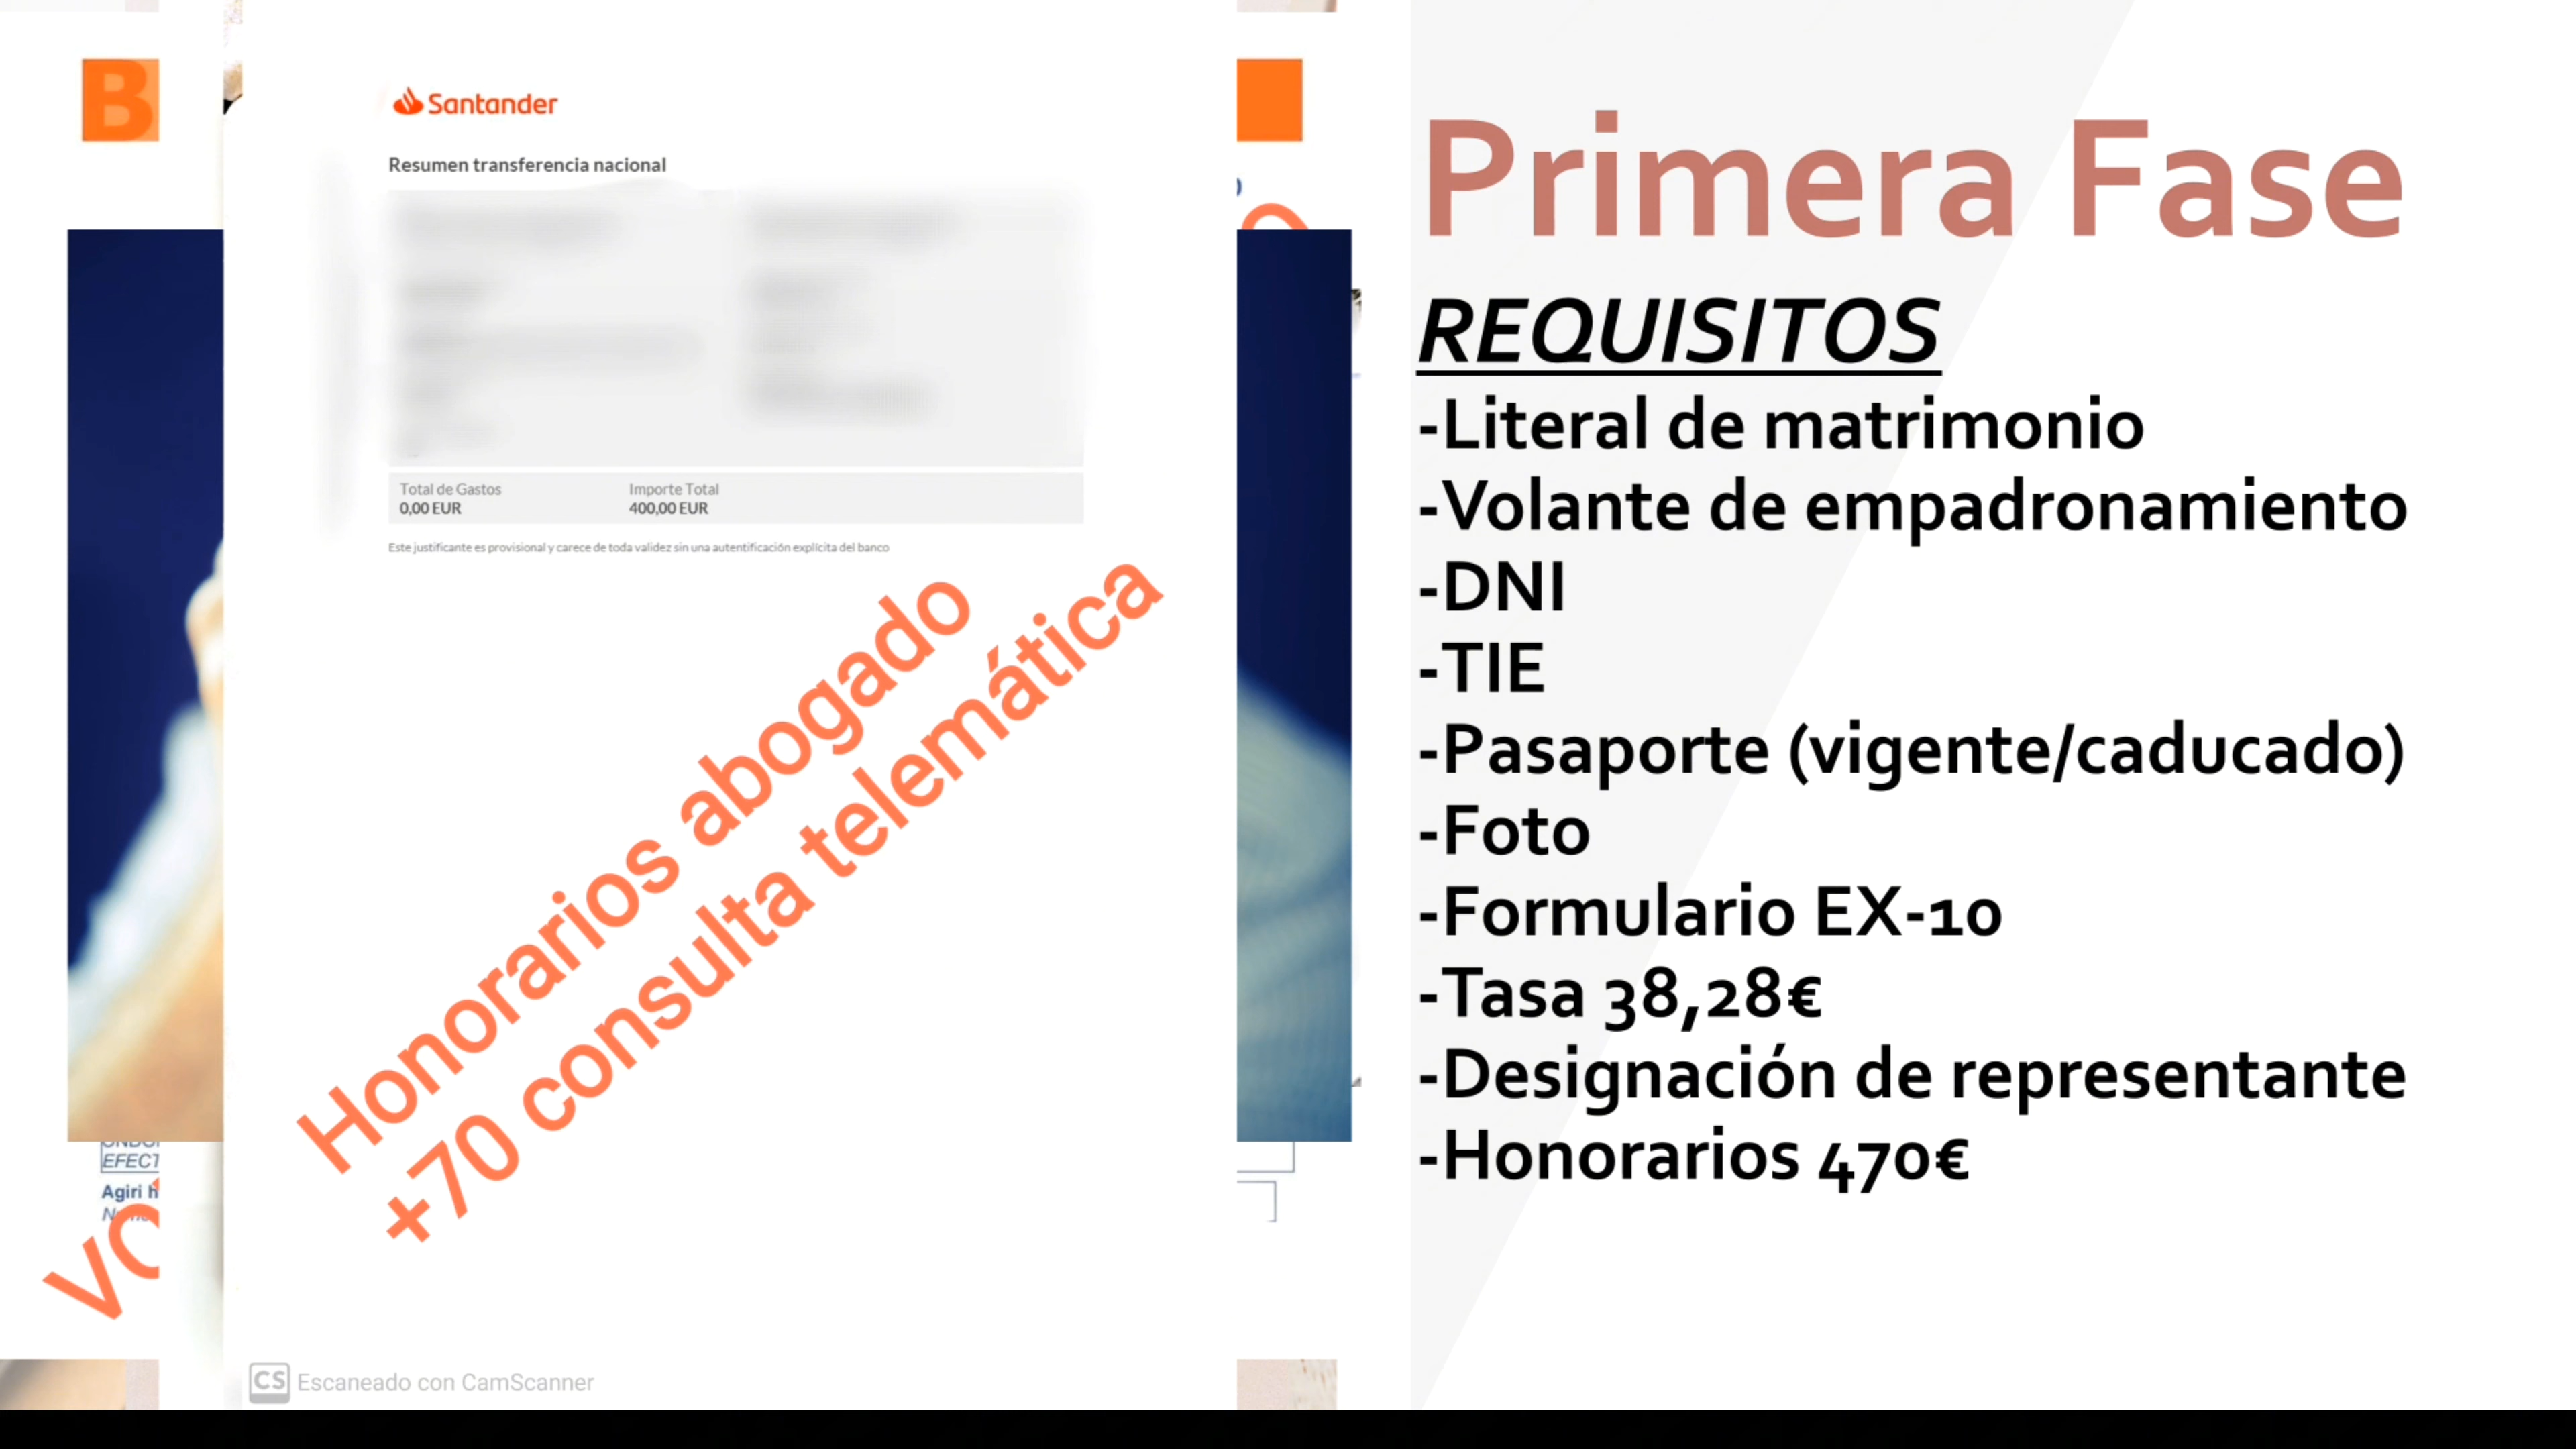 B
Santander
Resumen transferencia nacional
Total de Gastos
0,00 EUR
Importe Total
400,00 EUR
Este justificante es provisional y carece de toda validez sin una autentificación explícita del banco
Honorarios abogado
+70 consulta telemática
EFECT
Agiri h
VO
CS Escaneado con CamScanner
Primera Fase
REQUISITOS
-Literal de matrimonio
-Volante de empadronamiento
-DNI
-TIE
-Pasaporte (vigente/caducado)
-Foto
-Formulario EX-10
-Tasa 38,28€
-Designación de representante
-Honorarios 470€